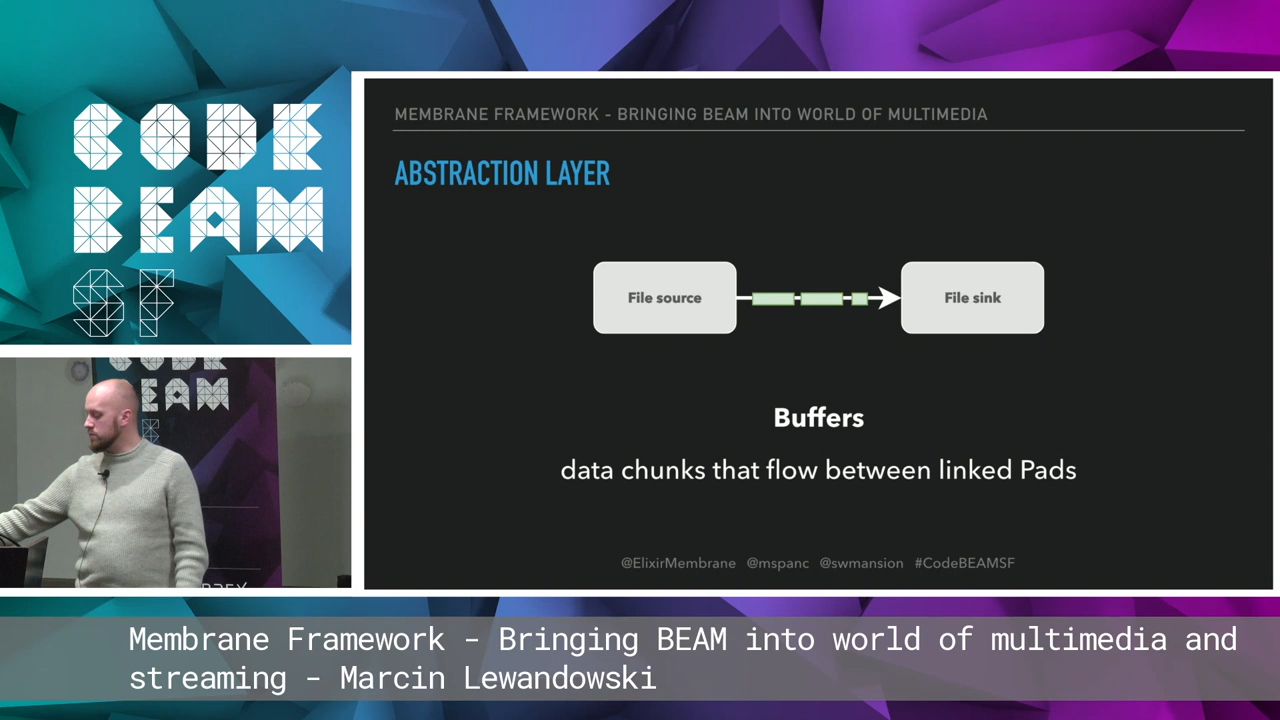 CODE
BEAM
SF
MEMBRANE FRAMEWORK - BRINGING BEAM INTO WORLD OF MULTIMEDIA
ABSTRACTION LAYER
File source
File sink
Buffers
data chunks that flow between linked Pads
@ElixirMembrane @mspanc @swmansion #CodeBEAMSF
CODE
BEAM
Membrane Framework - Bringing BEAM into world of multimedia and
streaming - Marcin Lewandowski